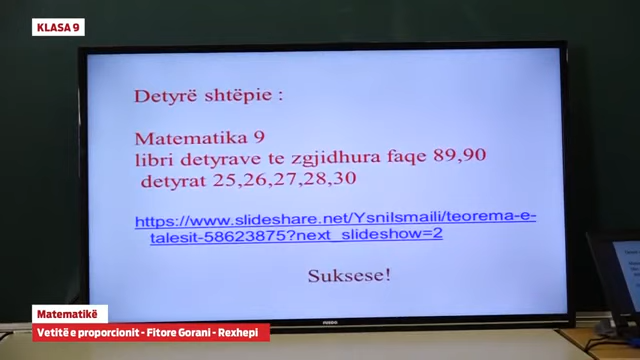 KLASA 9
Detyrë shtëpie :
Matematika 9
libri detyrave te zgjidhura faqe 89,90
detyrat 25,26,27,28,30
https://www.slideshare.net/YsniIsmaili/teorema-e-
talesit-58623875?next_slideshow=2
Suksese!
Matematikë
Vetitë e proporcionit - Fitore Gorani - Rexhepi